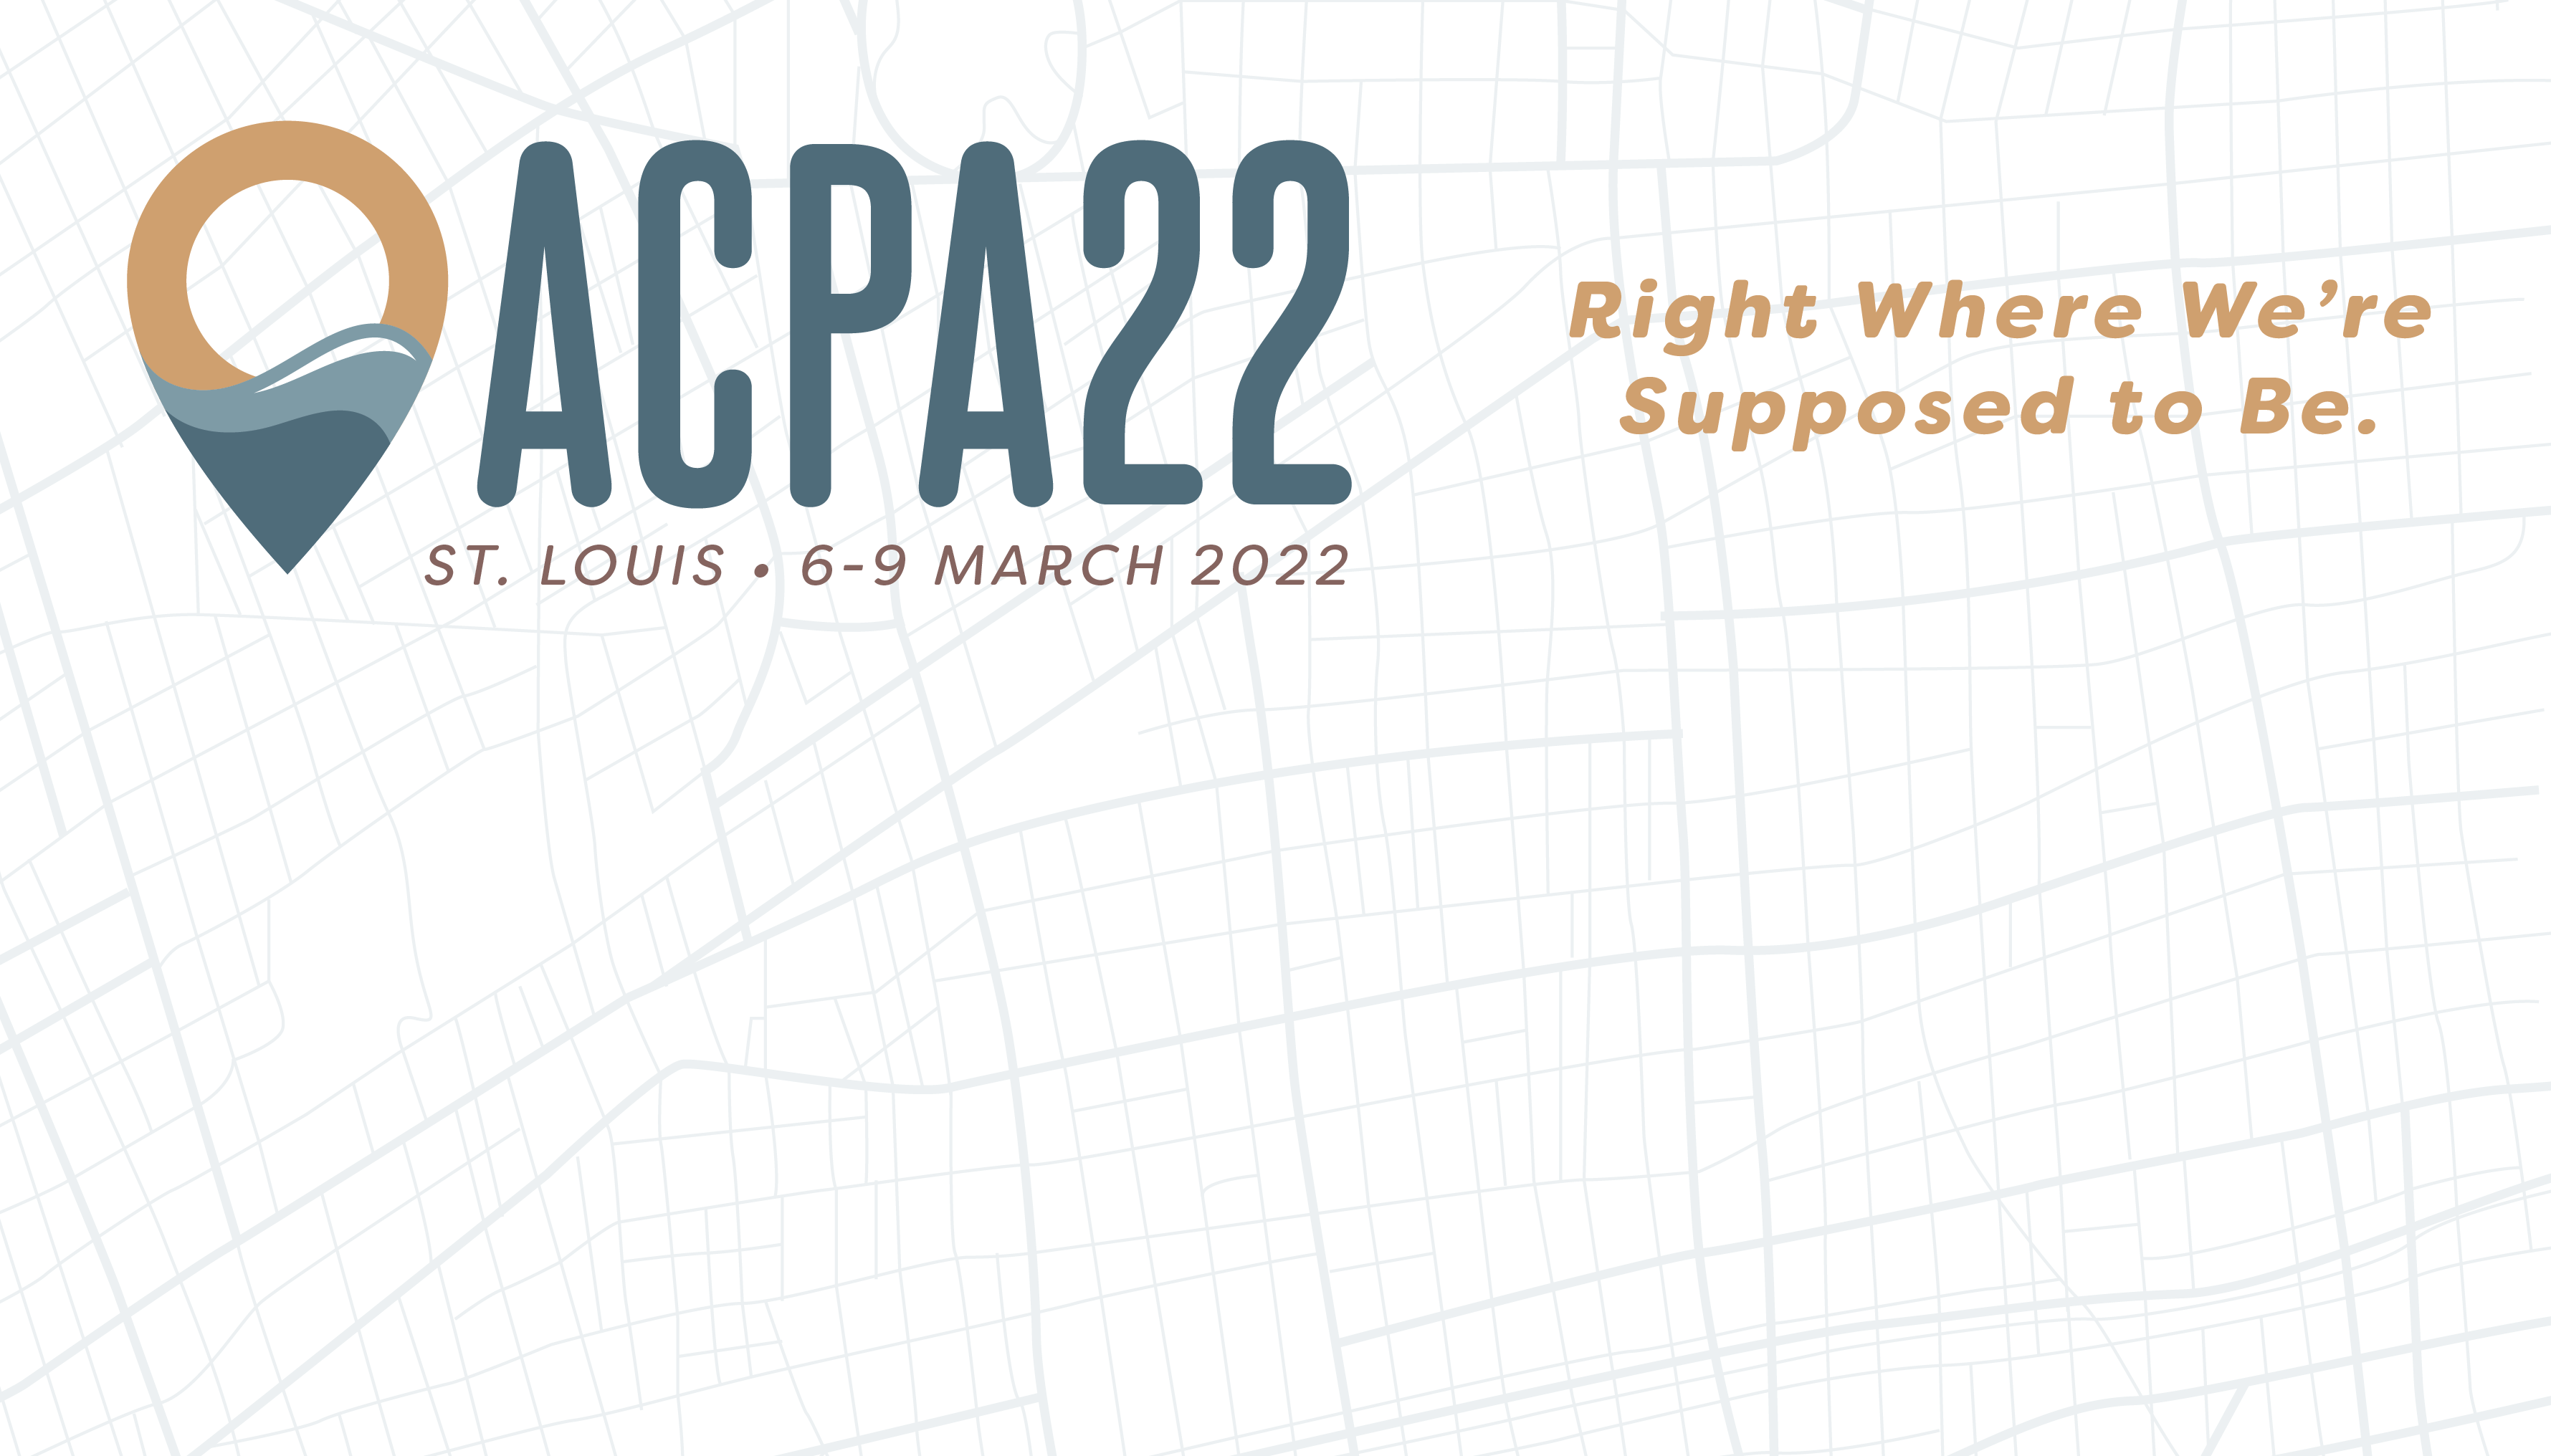 ACPA22
ST. LOUIS • 6-9 MARCH 2022
Right Where We’re
Supposed to Be.